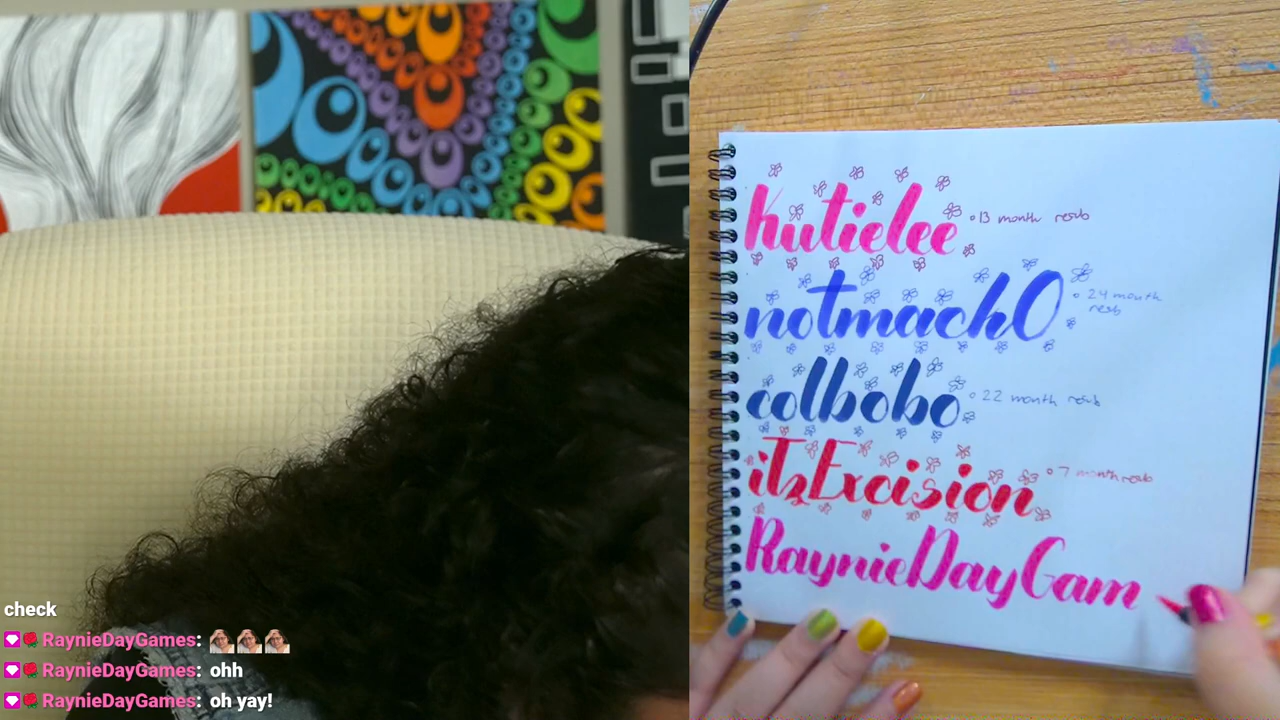 check
RaynieDayGames:
RaynieDayGames: ohh
RaynieDayGames: oh yay!
Kutielee
13 month resub
notmachO
24 month
resub
colbobo
22 month resub
itzExcision
7 month resub
RaynieDayGam